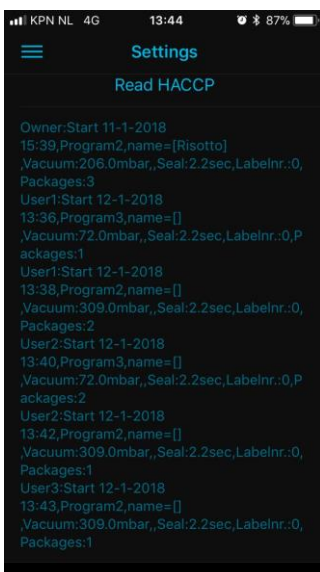 KPN NL 4G 13:44 87%
Settings
Read HACCP
Owner:Start 11-1-2018
15:39,Program2,name=[Risotto]
,Vacuum:206.0mbar,,Seal:2.2sec,Labelnr.:0,
Packages:3
User1:Start 12-1-2018
13:36,Program3,name=[]
,Vacuum:72.0mbar,,Seal:2.2sec,Labelnr.:0,P
ackages:1
User1:Start 12-1-2018
13:38,Program2,name=[]
,Vacuum:309.0mbar,,Seal:2.2sec,Labelnr.:0,
Packages:2
User2:Start 12-1-2018
13:40,Program3,name=[]
,Vacuum:72.0mbar,,Seal:2.2sec,Labelnr.:0,P
ackages:2
User2:Start 12-1-2018
13:42,Program2,name=[]
,Vacuum:309.0mbar,,Seal:2.2sec,Labelnr.:0,
Packages:1
User3:Start 12-1-2018
13:43,Program2,name=[]
,Vacuum:309.0mbar,,Seal:2.2sec,Labelnr.:0,
Packages:1